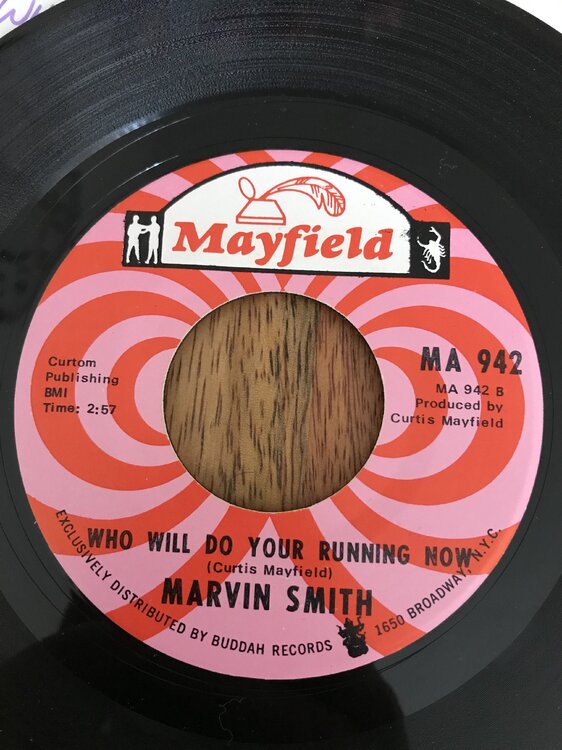 Mayfield
MA 942
MA 942 B
Produced by
Curtis Mayfield
Curtom
Publishing
BMI
Time: 2:57
WHO WILL DO YOUR RUNNING NOW
(Curtis Mayfield)
MARVIN SMITH
EXCLUSIVELY DISTRIBUTED BY BUDDAH RECORDS 1650 BROADWAY, N.Y.C.